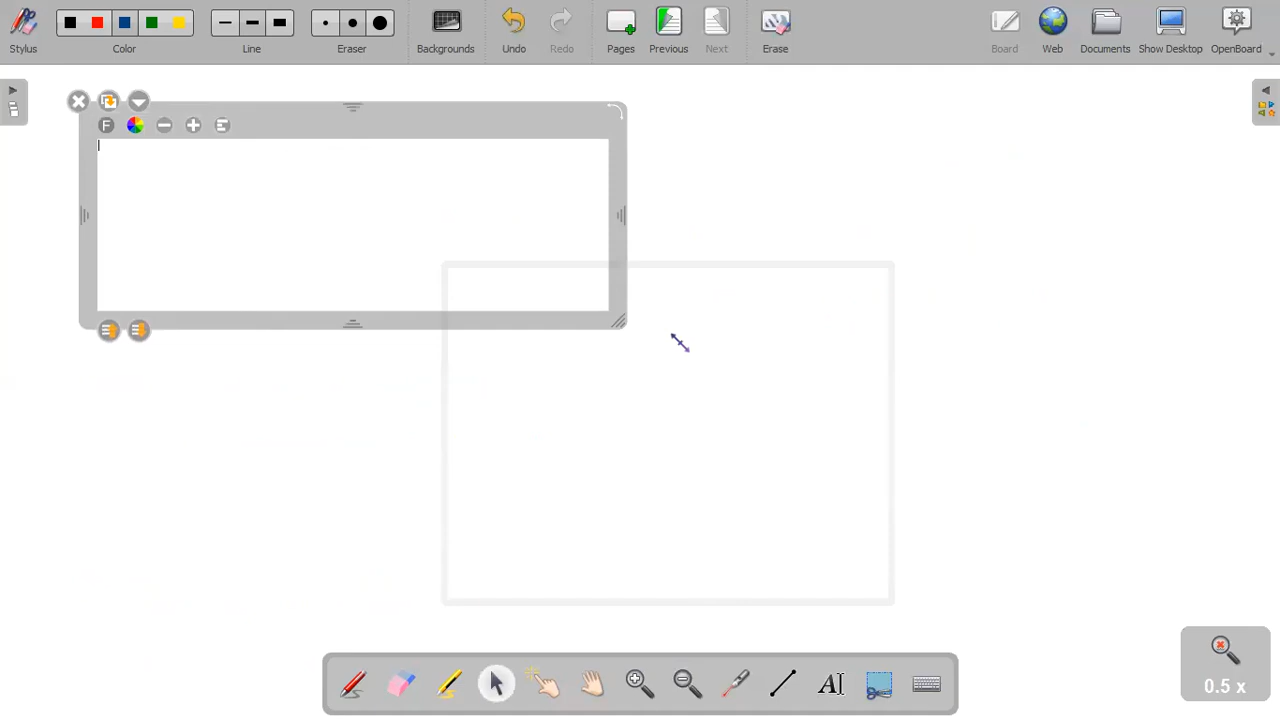 Stylus
Color
Line
Eraser
Backgrounds
Undo
Redo
Pages
Previous
Next
Erase
Board
Web
Documents
Show Desktop
OpenBoard
F
AI
0.5 x